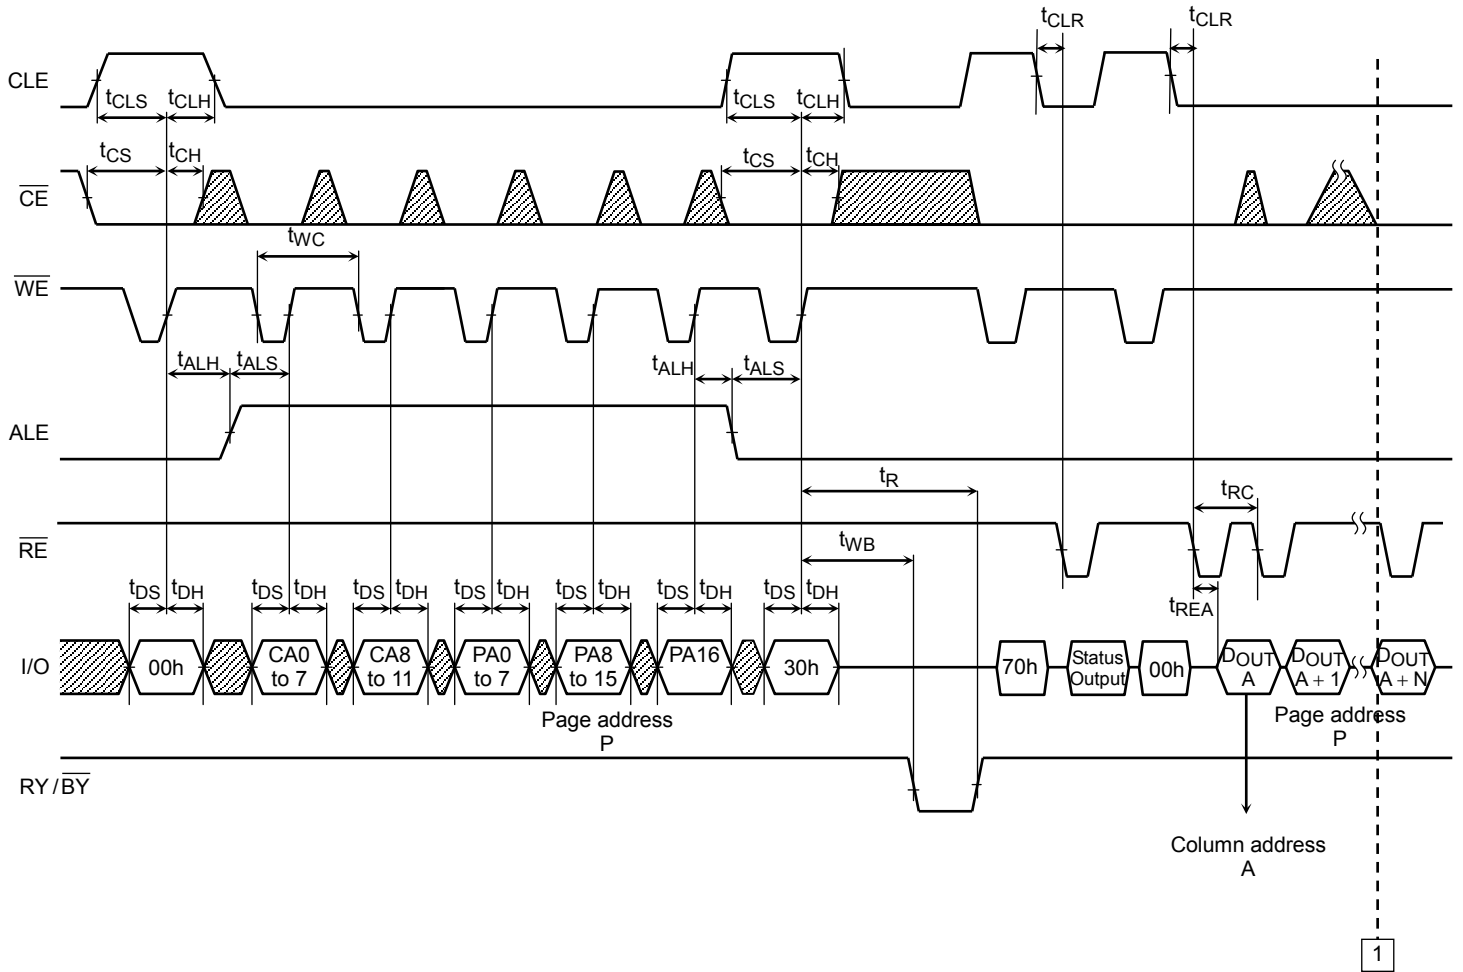 tCLR tCLR
CLE
tCLS tCLH tCLS tCLH
tCS tCH tCS tCH
CE
tWC
WE
tALH tALS tALH tALS
ALE
tR
tRC
RE
tWB
tDS tDH tDS tDH tDS tDH tDS tDH tDS tDH tDS tDH tDS tDH
tREA
I/O
00h
CA0
to 7
CA8
to 11
PA0
to 7
PA8
to 15
PA16
30h
70h
Status
Output
00h
DOUT
A
DOUT
A + 1
DOUT
A + N
Page address
P
Page address
P
RY/BY
Column address
A
1